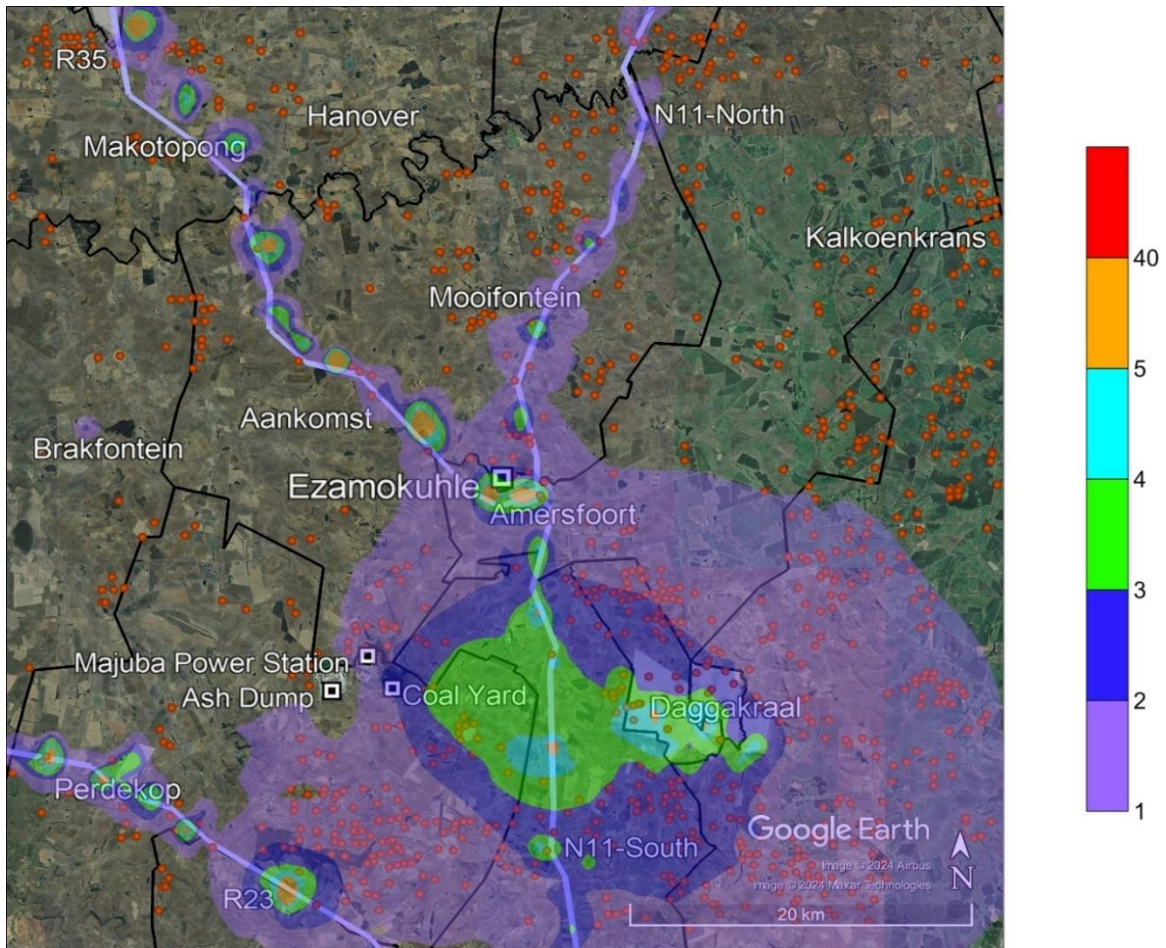 R35
Hanover
N11-North
Makotopong
Kalkoenkrans
Mooifontein
Aankomst
Brakfontein
Ezamokuhle
Amersfoort
Majuba Power Station
Ash Dump
Coal Yard
Daggakraal
Perdekop
Google Earth
N11-South
Image © 2024 Airbus
Image © 2024 Maxar Technologies
N
R23
20 km
40
5
4
3
2
1